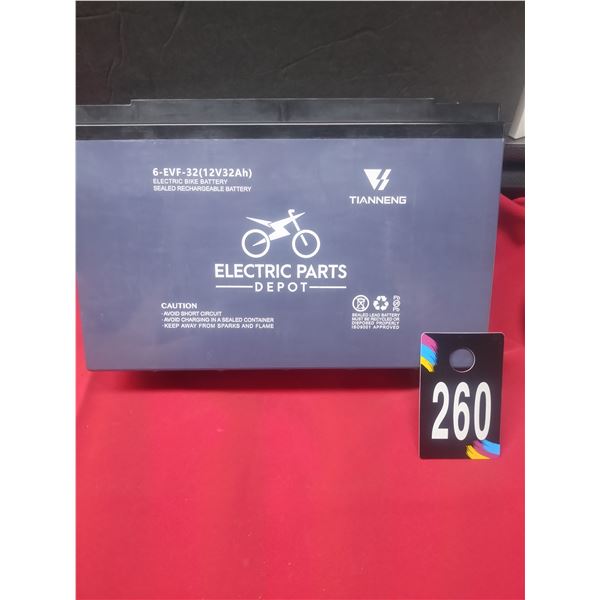 6-EVF-32(12V32Ah)
ELECTRIC BIKE BATTERY
SEALED RECHARGEABLE BATTERY
TIANNENG
ELECTRIC PARTS
DEPOT
CAUTION
·AVOID SHORT CIRCUIT
·AVOID CHARGING IN A SEALED CONTAINER
·KEEP AWAY FROM SPARKS AND FLAME
SEALED LEAD BATTERY
MUST BE RECYCLED OR
DISPOSED PROPERLY
ISO9001 APPROVED
260